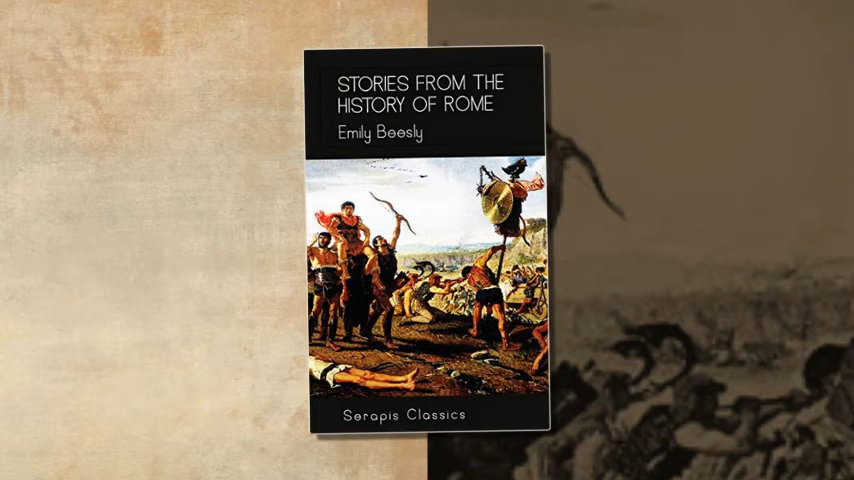 STORIES FROM THE
HISTORY OF ROME
Emily Beesly
Serapis Classics